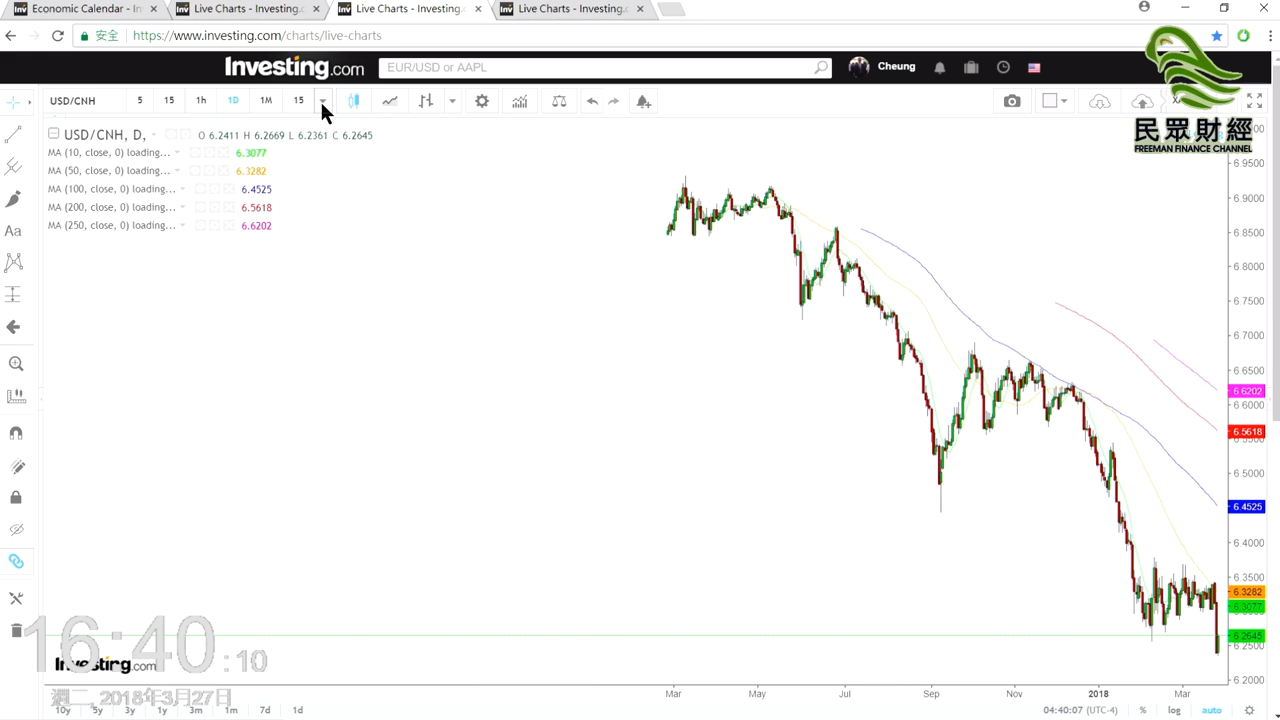 Economic Calendar - Inv
Live Charts - Investing.
Live Charts - Investing.
Live Charts - Investing.
安全
https://www.investing.com/charts/live-charts
Investing.com
EUR/USD or AAPL
Cheung
民眾財經
FREEMAN FINANCE CHANNEL
USD/CNH
5
15
1h
1D
1M
15
USD/CNH, D,
O 6.2411 H 6.2669 L 6.2361 C 6.2645
MA (10, close, 0) loading...
6.3077
MA (50, close, 0) loading...
6.3282
MA (100, close, 0) loading...
6.4525
6.5618
MA (250, close, 0) loading...
6.6202
Aa
6.9500
6.9000
6.8500
6.8000
6.7500
6.7000
6.6500
6.6202
6.6000
6.5618
6.5000
6.4525
6.4000
6.3500
6.3282
6.3077
6.2645
6.2500
6.2000
Mar
May
Jul
Sep
Nov
2018
Mar
16:40:10
Investing.com
週二, 2018年3月27日
10y
5y
3y
1y
3m
1m
7d
1d
04:40:07 (UTC-4)
%
log
auto